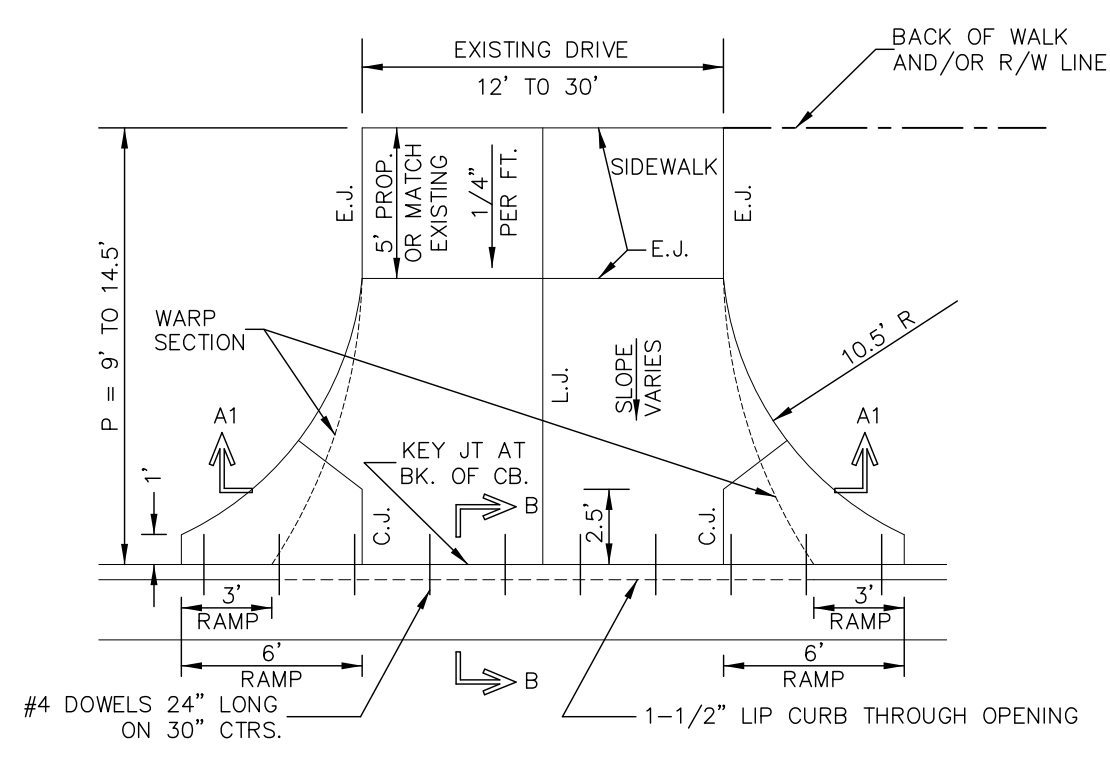 BACK OF WALK
AND/OR R/W LINE
EXISTING DRIVE
12' TO 30'
E.J.
5' PROP.
OR MATCH
EXISTING
1/4"
PER FT.
SIDEWALK
E.J.
E.J.
P = 9' TO 14.5'
WARP
SECTION
10.5' R
L.J.
SLOPE
VARIES
A1
A1
1'
KEY JT AT
BK. OF CB.
B
C.J.
2.5'
C.J.
3'
RAMP
3'
RAMP
6'
RAMP
B
6'
RAMP
#4 DOWELS 24" LONG
ON 30" CTRS.
1-1/2" LIP CURB THROUGH OPENING